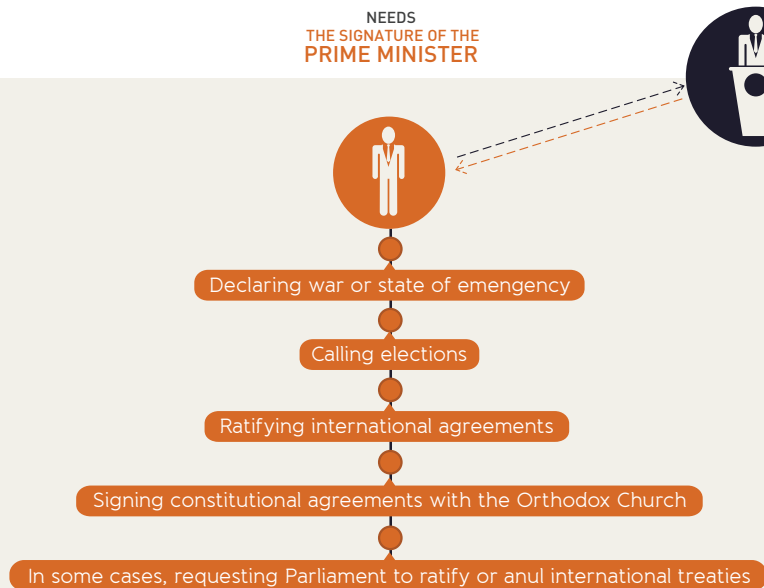 NEEDS
THE SIGNATURE OF THE
PRIME MINISTER
Declaring war or state of emengency
Calling elections
Ratifying international agreements
Signing constitutional agreements with the Orthodox Church
In some cases, requesting Parliament to ratify or anul international treaties